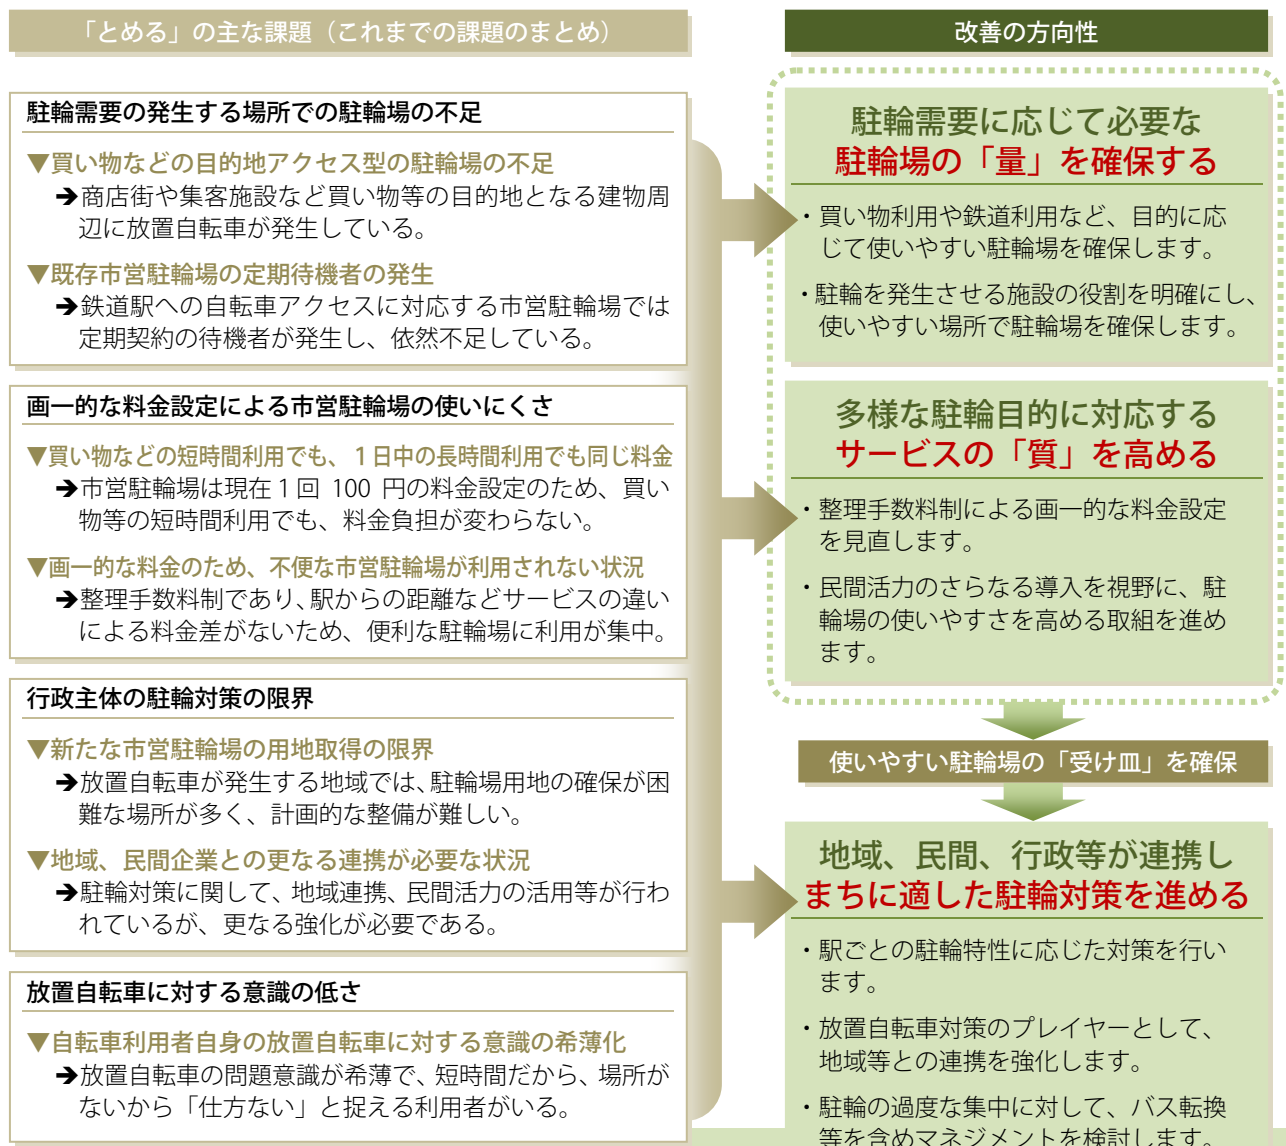 「とめる」の主な課題（これまでの課題のまとめ）
駐輪需要の発生する場所での駐輪場の不足
▼買い物などの目的地アクセス型の駐輪場の不足
➔商店街や集客施設など買い物等の目的地となる建物周
辺に放置自転車が発生している。
▼既存市営駐輪場の定期待機者の発生
➔鉄道駅への自転車アクセスに対応する市営駐輪場では
定期契約の待機者が発生し、依然不足している。
画一的な料金設定による市営駐輪場の使いにくさ
▼買い物などの短時間利用でも、１日中の長時間利用でも同じ料金
➔市営駐輪場は現在１回 100 円の料金設定のため、買い
物等の短時間利用でも、料金負担が変わらない。
▼画一的な料金のため、不便な市営駐輪場が利用されない状況
➔整理手数料制であり、駅からの距離などサービスの違い
による料金差がないため、便利な駐輪場に利用が集中。
行政主体の駐輪対策の限界
▼新たな市営駐輪場の用地取得の限界
➔放置自転車が発生する地域では、駐輪場用地の確保が困
難な場所が多く、計画的な整備が難しい。
▼地域、民間企業との更なる連携が必要な状況
➔駐輪対策に関して、地域連携、民間活力の活用等が行わ
れているが、更なる強化が必要である。
放置自転車に対する意識の低さ
▼自転車利用者自身の放置自転車に対する意識の希薄化
➔放置自転車の問題意識が希薄で、短時間だから、場所が
ないから「仕方ない」と捉える利用者がいる。
改善の方向性
駐輪需要に応じて必要な
駐輪場の「量」を確保する
・買い物利用や鉄道利用など、目的に応
じて使いやすい駐輪場を確保します。
・駐輪を発生させる施設の役割を明確にし、
使いやすい場所で駐輪場を確保します。
多様な駐輪目的に対応する
サービスの「質」を高める
・整理手数料制による画一的な料金設定
を見直します。
・民間活力のさらなる導入を視野に、駐
輪場の使いやすさを高める取組を進め
ます。
使いやすい駐輪場の「受け皿」を確保
地域、民間、行政等が連携し
まちに適した駐輪対策を進める
・駅ごとの駐輪特性に応じた対策を行い
ます。
・放置自転車対策のプレイヤーとして、
地域等との連携を強化します。
・駐輪の過度な集中に対して、バス転換
等を含めマネジメントを検討します。